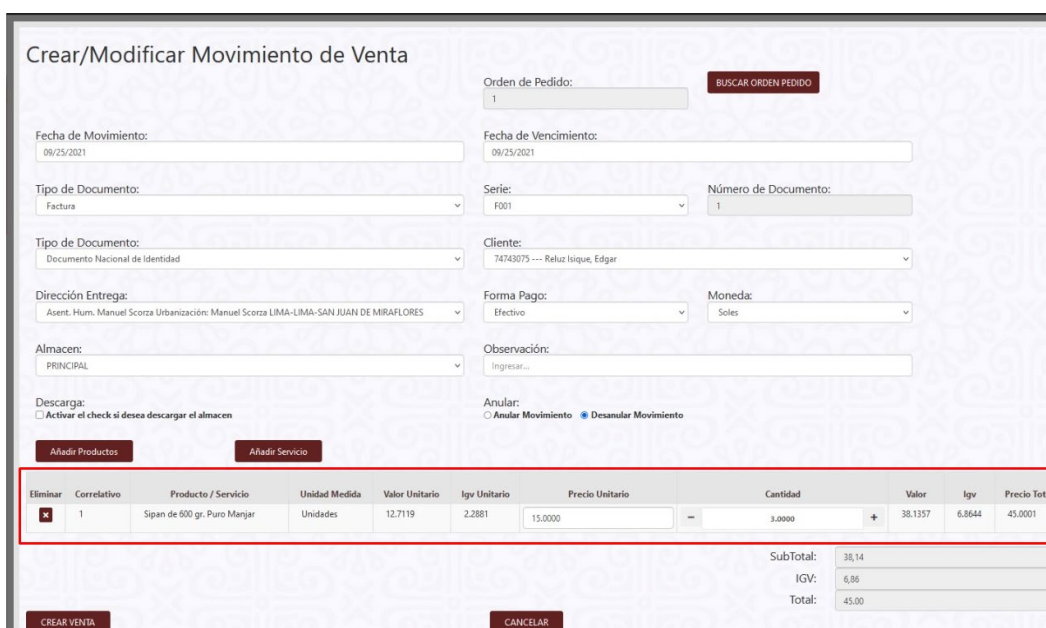 Crear/Modificar Movimiento de Venta
Orden de Pedido:
1
BUSCAR ORDEN PEDIDO
Fecha de Movimiento:
09/25/2021
Fecha de Vencimiento:
09/25/2021
Tipo de Documento:
Factura
Serie:
F001
Número de Documento:
1
Tipo de Documento:
Documento Nacional de Identidad
Cliente:
74743075 --- Reluz Isique, Edgar
Dirección Entrega:
Asent. Hum. Manuel Scorza Urbanización: Manuel Scorza LIMA-LIMA-SAN JUAN DE MIRAFLORES
Forma Pago:
Efectivo
Moneda:
Soles
Almacen:
PRINCIPAL
Observación:
Ingresar...
Descarga:
Activar el check si desea descargar el almacen
Anular:
Anular Movimiento Desanular Movimiento
Añadir Productos Añadir Servicio
Eliminar Correlativo Producto / Servicio Unidad Medida Valor Unitario Igv Unitario Precio Unitario Cantidad Valor Igv Precio Tot
1 Sipan de 600 gr. Puro Manjar Unidades 12.7119 2.2881 15.0000 − 3.0000 + 38.1357 6.8644 45.0001
SubTotal: 38,14
IGV: 6,86
Total: 45.00
CREAR VENTA CANCELAR